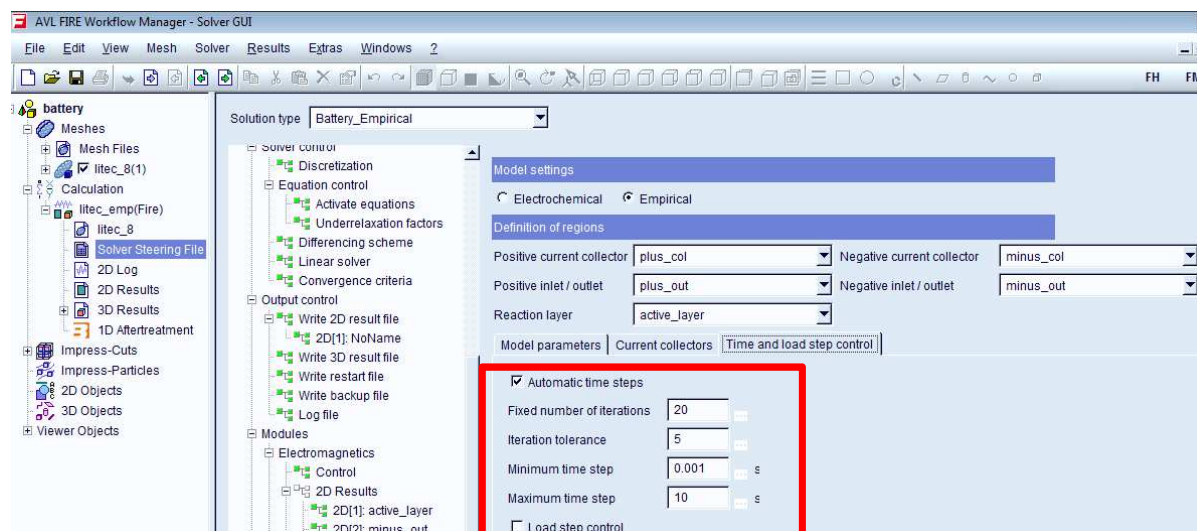 AVL FIRE Workflow Manager - Solver GUI
File Edit View Mesh Solver Results Extras Windows ?
FH
battery
Meshes
Mesh Files
litec_8(1)
Calculation
litec_emp(Fire)
litec_8
Solver Steering File
2D Log
2D Results
3D Results
1D Aftertreatment
Impress-Cuts
Impress-Particles
2D Objects
3D Objects
Viewer Objects
Solution type Battery_Empirical
Solver control
Discretization
Equation control
Activate equations
Underrelaxation factors
Differencing scheme
Linear solver
Convergence criteria
Output control
Write 2D result file
2D[1]: NoName
Write 3D result file
Write restart file
Write backup file
Log file
Modules
Electromagnetics
Control
2D Results
2D[1]: active_layer
2D[2]: minus_out
Model settings
Electrochemical Empirical
Definition of regions
Positive current collector plus_col Negative current collector minus_col
Positive inlet / outlet plus_out Negative inlet / outlet minus_out
Reaction layer active_layer
Model parameters Current collectors Time and load step control
Automatic time steps
Fixed number of iterations 20
Iteration tolerance 5
Minimum time step 0.001 s
Maximum time step 10 s
Load step control